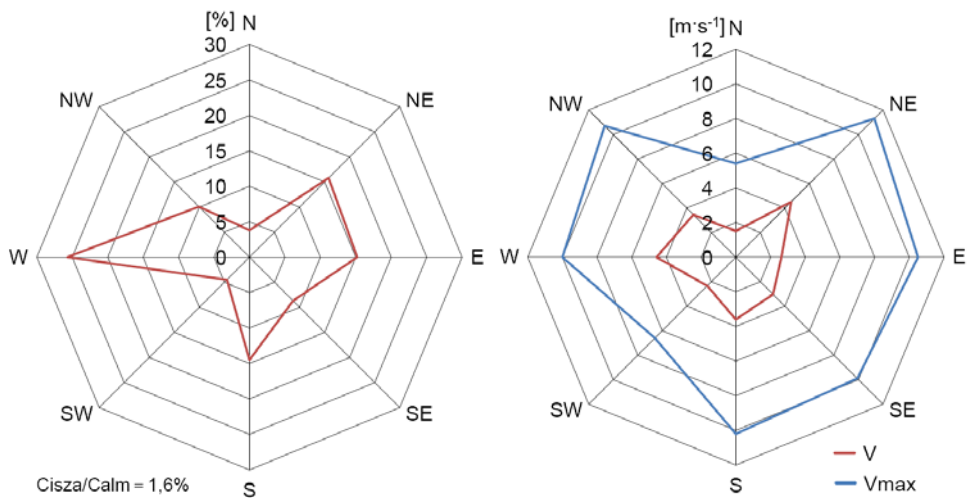 [%]
N
30
25
20
15
10
5
0
NW
NE
W
E
SW
SE
S
Cisza/Calm = 1,6%
[m·s⁻¹]
N
12
10
8
6
4
2
0
NW
NE
W
E
SW
SE
S
V
Vmax